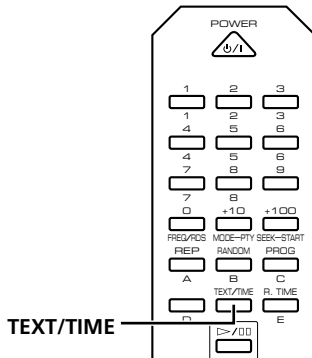 POWER
⏻/I
1 2 3
1 2 3
4 5 6
4 5 6
7 8 9
7 8
0 +10 +100
FREQ/RDS MODE—PTY SEEK—START
REP RANDOM PROG
A B C
TEXT/TIME R. TIME
D E
TEXT/TIME
▷/▯▯